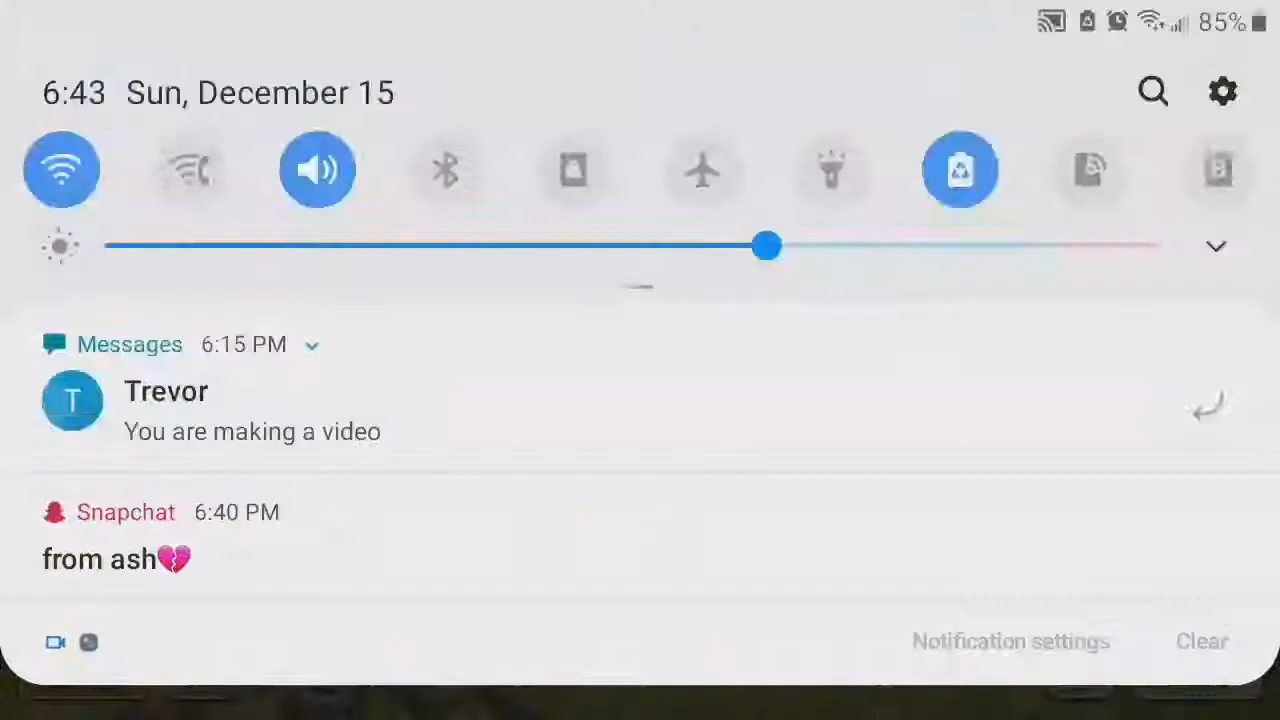 85%
6:43 Sun, December 15
Messages 6:15 PM
T
Trevor
You are making a video
Snapchat 6:40 PM
from ash💔
Notification settings Clear